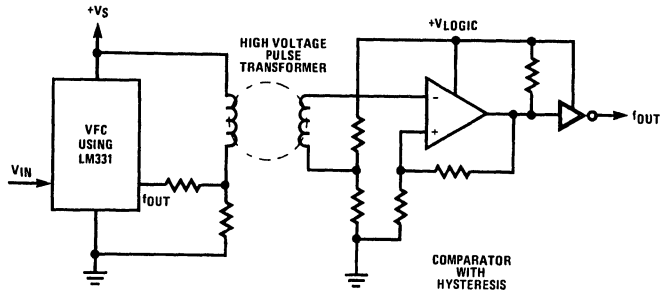 +VS
HIGH VOLTAGE
PULSE
TRANSFORMER
+VLOGIC
VFC
USING
LM331
VIN
fOUT
-
+
fOUT
COMPARATOR
WITH
HYSTERESIS